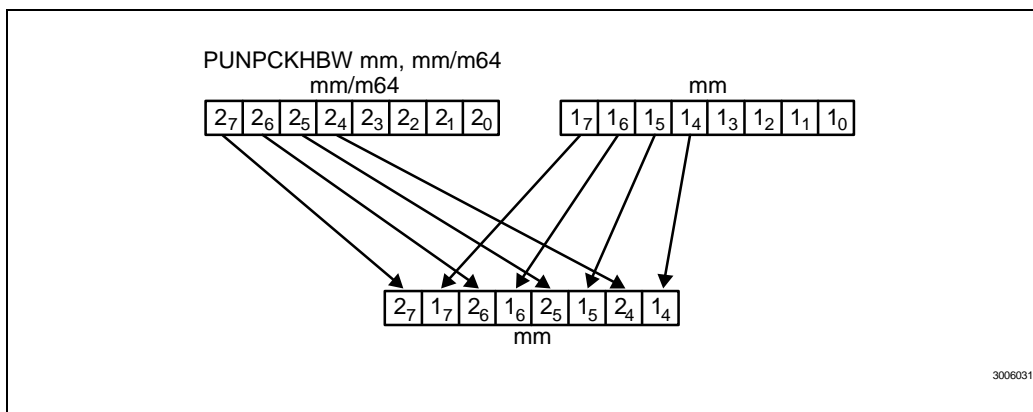 PUNPCKHBW mm, mm/m64
mm/m64
mm
2₇ 2₆ 2₅ 2₄ 2₃ 2₂ 2₁ 2₀
1₇ 1₆ 1₅ 1₄ 1₃ 1₂ 1₁ 1₀
2₇ 1₇ 2₆ 1₆ 2₅ 1₅ 2₄ 1₄
mm
3006031